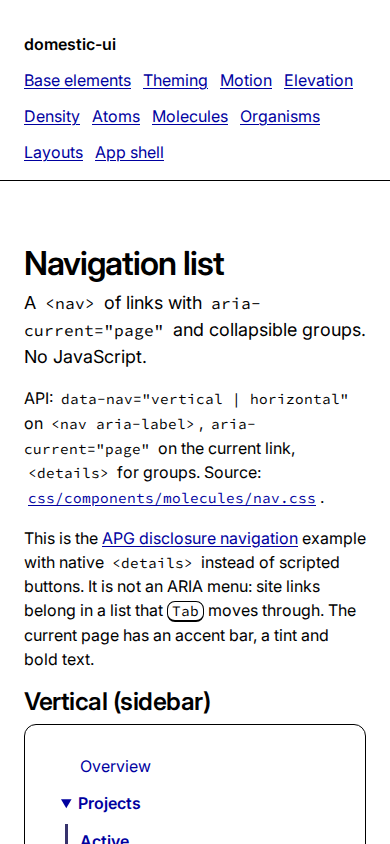 domestic-ui
Base elements Theming Motion Elevation
Density Atoms Molecules Organisms
Layouts App shell
Navigation list
A <nav> of links with aria-
current="page" and collapsible groups.
No JavaScript.
API: data-nav="vertical | horizontal"
on <nav aria-label>, aria-
current="page" on the current link,
<details> for groups. Source:
css/components/molecules/nav.css.
This is the APG disclosure navigation example
with native <details> instead of scripted
buttons. It is not an ARIA menu: site links
belong in a list that Tab moves through. The
current page has an accent bar, a tint and
bold text.
Vertical (sidebar)
Overview
▼ Projects
Active